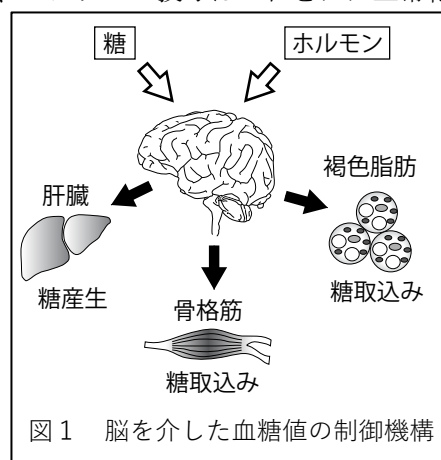 糖
ホルモン
褐色脂肪
肝臓
糖産生
糖取込み
骨格筋
糖取込み
図1　脳を介した血糖値の制御機構